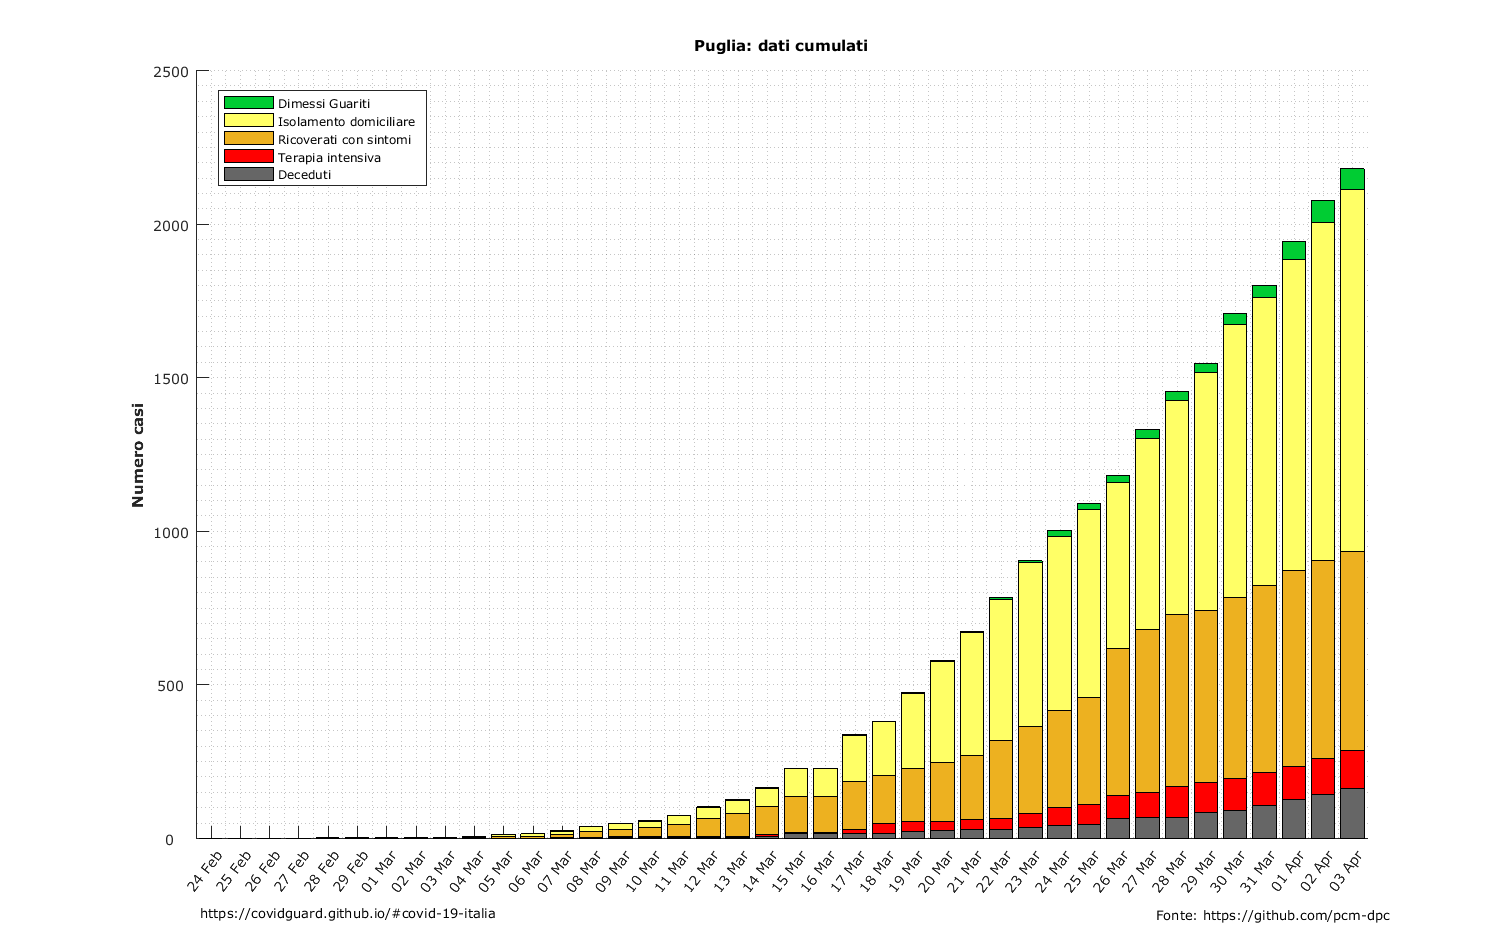 Puglia: dati cumulati
2500
2000
1500
1000
500
0
Numero casi
Dimessi Guariti
Isolamento domiciliare
Ricoverati con sintomi
Terapia intensiva
Deceduti
24 Feb
25 Feb
26 Feb
27 Feb
28 Feb
29 Feb
01 Mar
02 Mar
03 Mar
04 Mar
05 Mar
06 Mar
07 Mar
08 Mar
09 Mar
10 Mar
11 Mar
12 Mar
13 Mar
14 Mar
15 Mar
16 Mar
17 Mar
18 Mar
19 Mar
20 Mar
21 Mar
22 Mar
23 Mar
24 Mar
25 Mar
26 Mar
27 Mar
28 Mar
29 Mar
30 Mar
31 Mar
01 Apr
02 Apr
03 Apr
https://covidguard.github.io/#covid-19-italia
Fonte: https://github.com/pcm-dpc